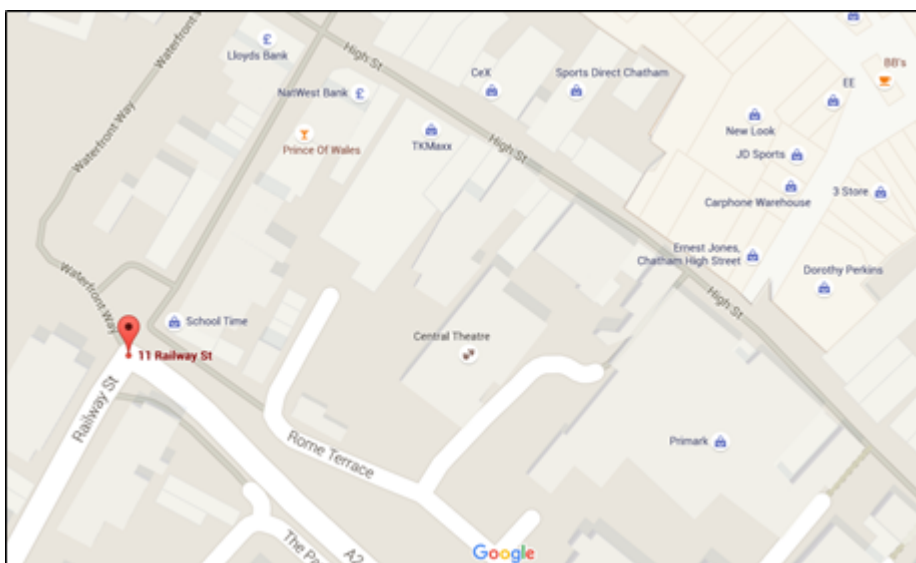 Waterfront Way
Lloyds Bank
High St
CeX
Sports Direct Chatham
BB's
EE
NatWest Bank
New Look
Prince Of Wales
TKMaxx
High St
JD Sports
Waterfront Way
Carphone Warehouse
3 Store
Ernest Jones,
Chatham High Street
Dorothy Perkins
Waterfront Way
High St
School Time
Central Theatre
11 Railway St
Railway St
Rome Terrace
Primark
The Pa
A2
Google